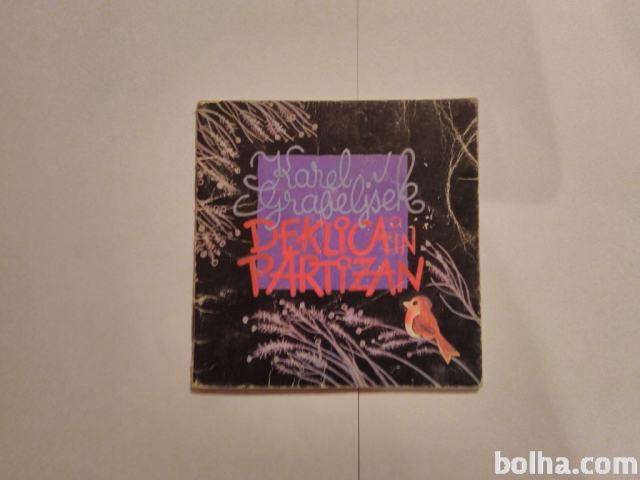 Karel
Grabeljšek
DEKLICA
IN
PARTIZAN
bolha.com